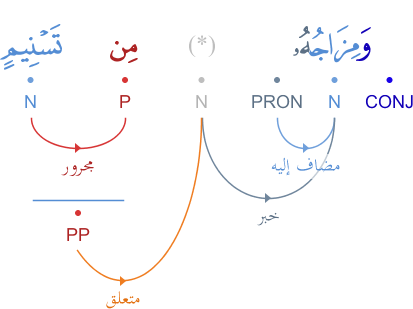 وَمِزَاجُهُۥ (*) مِن تَسْنِيمٍ
CONJ N PRON N P N
مضاف إليه
مجرور
خبر
PP
متعلق